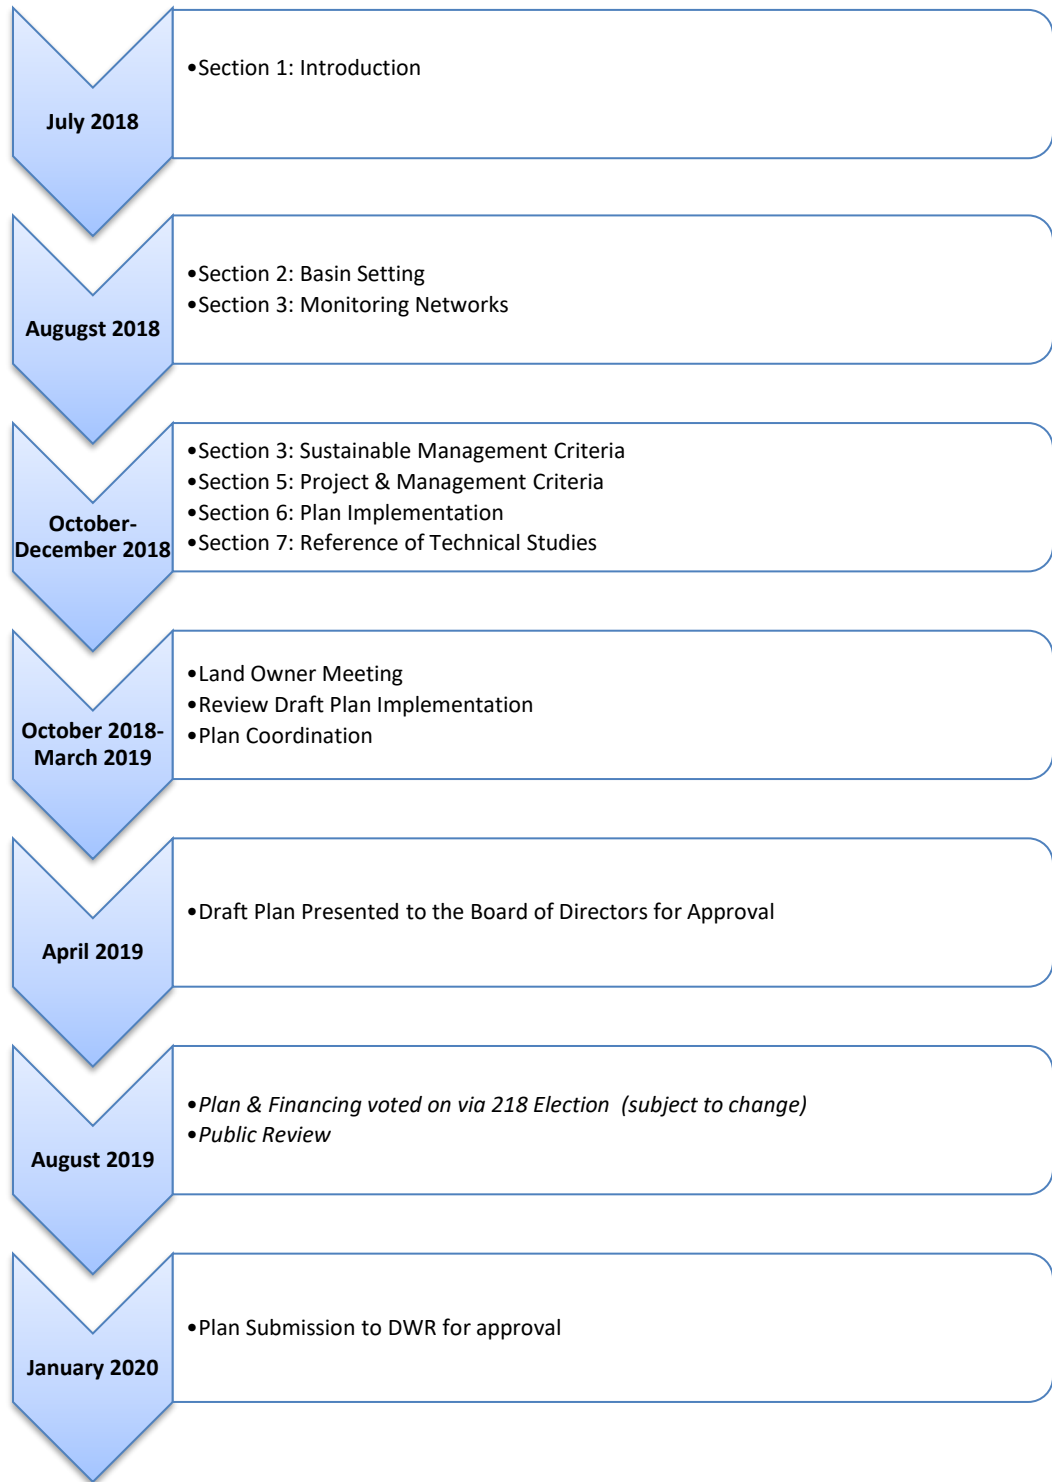 July 2018
•Section 1: Introduction
Augugst 2018
•Section 2: Basin Setting
•Section 3: Monitoring Networks
October-
December 2018
•Section 3: Sustainable Management Criteria
•Section 5: Project & Management Criteria
•Section 6: Plan Implementation
•Section 7: Reference of Technical Studies
October 2018-
March 2019
•Land Owner Meeting
•Review Draft Plan Implementation
•Plan Coordination
April 2019
•Draft Plan Presented to the Board of Directors for Approval
August 2019
•Plan & Financing voted on via 218 Election (subject to change)
•Public Review
January 2020
•Plan Submission to DWR for approval